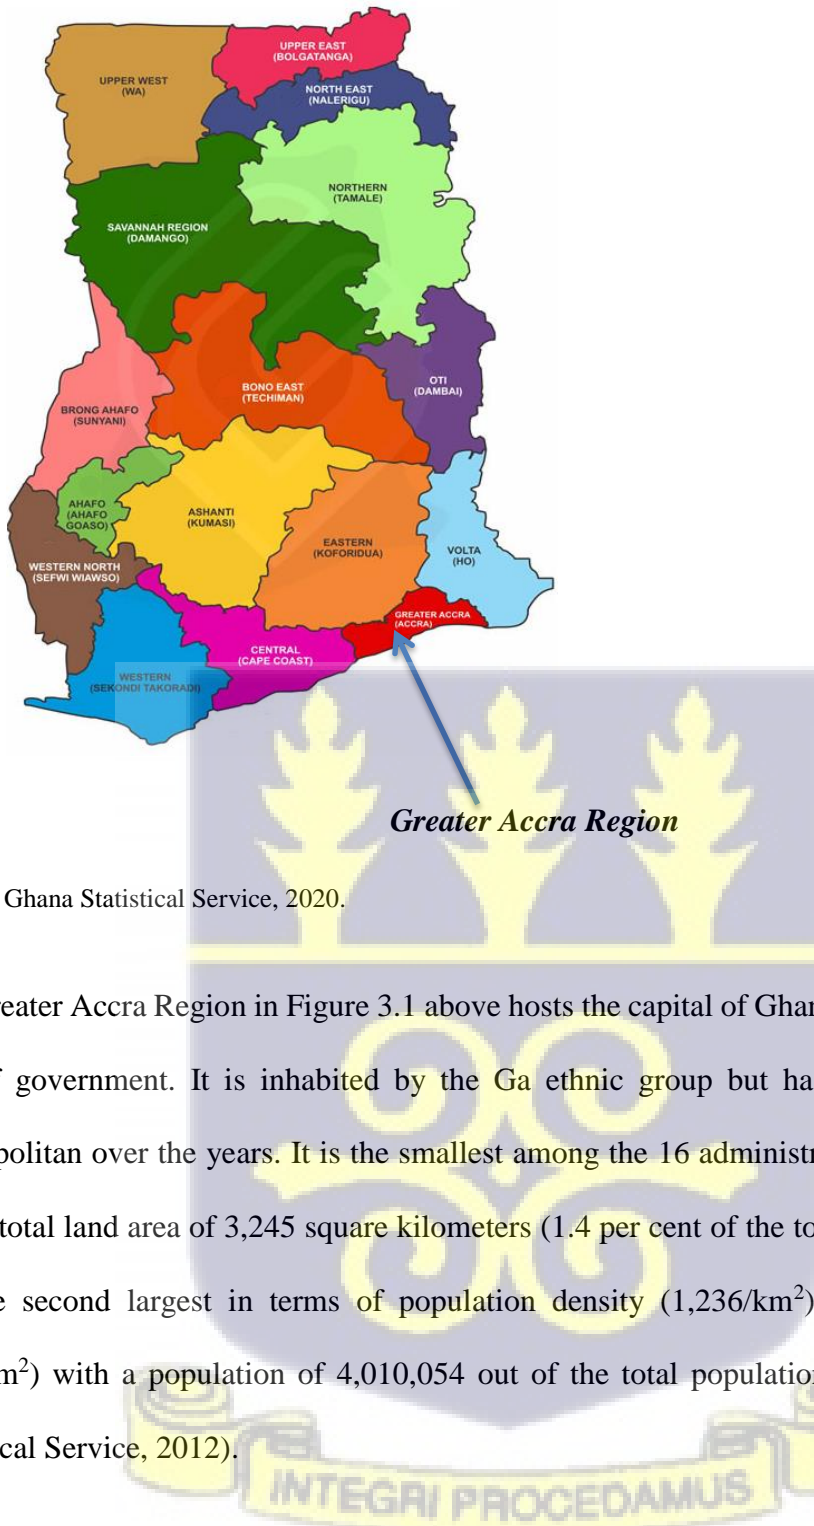 UPPER EAST
(BOLGATANGA)
UPPER WEST
(WA)
NORTH EAST
(NALERIGU)
NORTHERN
(TAMALE)
SAVANNAH REGION
(DAMANGO)
BONO EAST
(TECHIMAN)
OTI
(DAMBAI)
BRONG AHAFO
(SUNYANI)
AHAFO
(AHAFO
GOASO)
ASHANTI
(KUMASI)
EASTERN
(KOFORIDUA)
VOLTA
(HO)
WESTERN NORTH
(SEFWI WIAWSO)
GREATER ACCRA
(ACCRA)
CENTRAL
(CAPE COAST)
WESTERN
(SEKONDI TAKORADI)
Greater Accra Region
Ghana Statistical Service, 2020.
reater Accra Region in Figure 3.1 above hosts the capital of Ghan
f government. It is inhabited by the Ga ethnic group but ha
politan over the years. It is the smallest among the 16 administr
total land area of 3,245 square kilometers (1.4 per cent of the to
e second largest in terms of population density (1,236/km²)
m²) with a population of 4,010,054 out of the total population
cal Service, 2012).
INTEGRI PROCEDAMUS